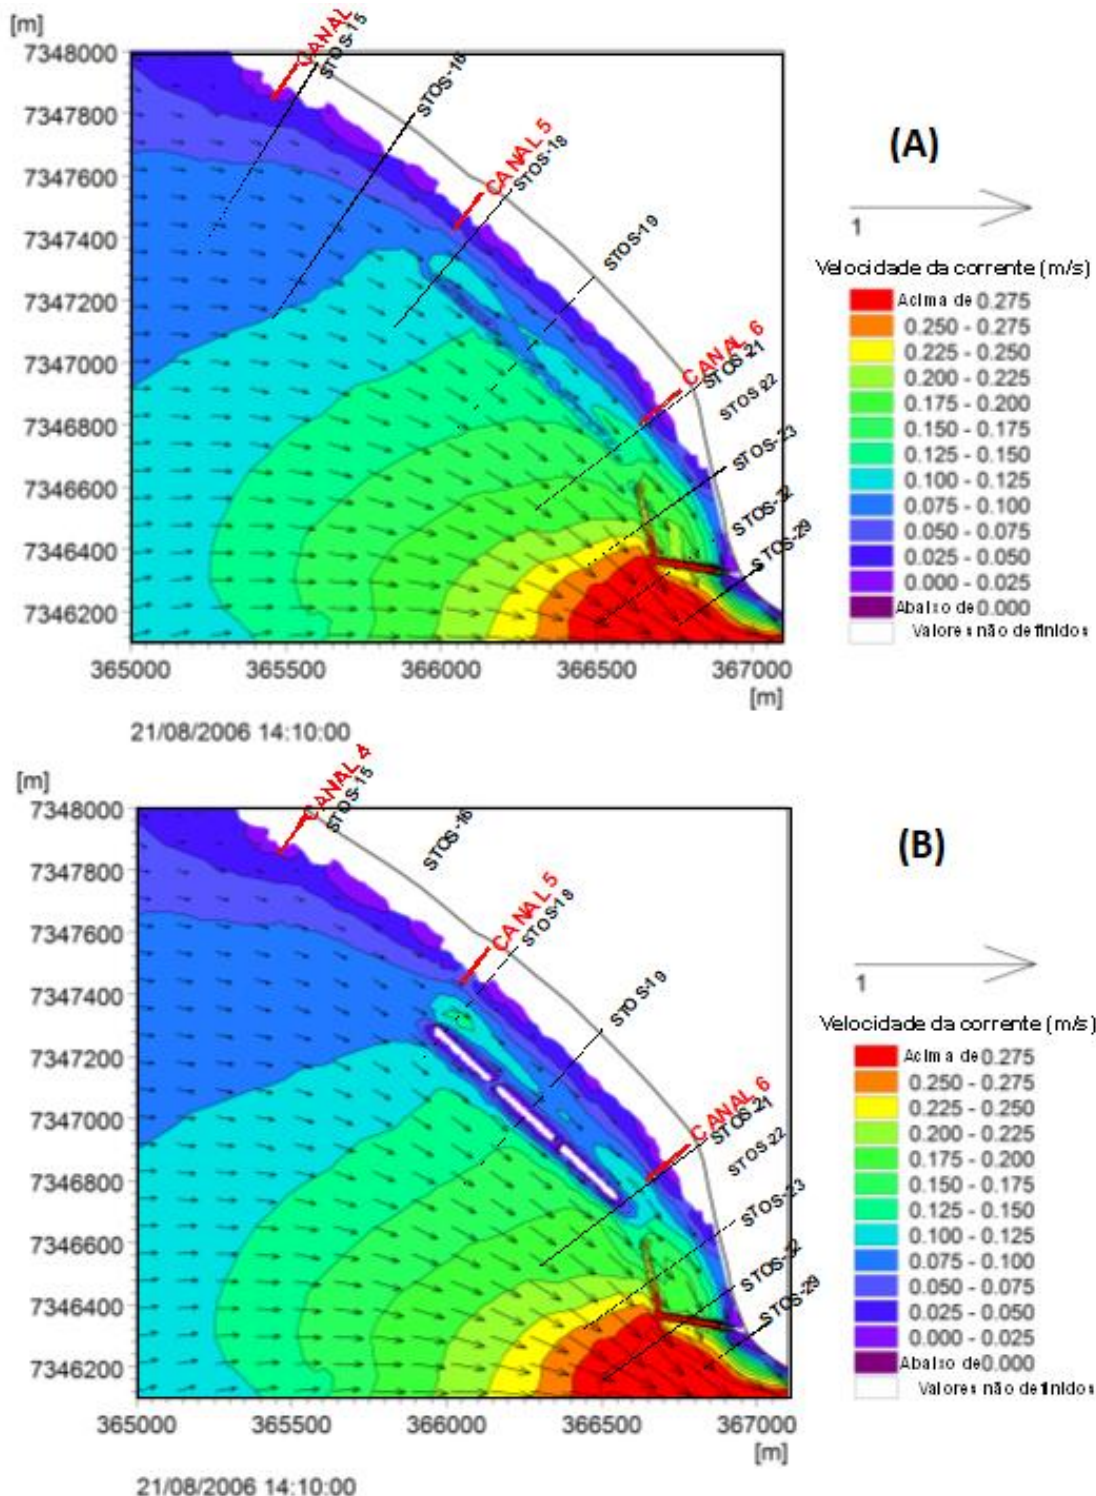 [m]
7348000
7347800
7347600
7347400
7347200
7347000
7346800
7346600
7346400
7346200
365000
365500
366000
366500
367000
[m]
21/08/2006 14:10:00
CANAL
STOS-15
STOS-16
CANAL 5
STOS-18
STOS-19
CANAL 6
STOS-21
STOS-22
STOS-23
STOS-32
STOS-29
(A)
1
Velocidade da corrente (m/s)
Acima de 0.275
0.250 - 0.275
0.225 - 0.250
0.200 - 0.225
0.175 - 0.200
0.150 - 0.175
0.125 - 0.150
0.100 - 0.125
0.075 - 0.100
0.050 - 0.075
0.025 - 0.050
0.000 - 0.025
Abaixo de 0.000
Valores não definidos
[m]
7348000
7347800
7347600
7347400
7347200
7347000
7346800
7346600
7346400
7346200
365000
365500
366000
366500
367000
[m]
21/08/2006 14:10:00
CANAL 4
STOS-15
STOS-16
CANAL 5
STOS-18
STOS-19
CANAL 6
STOS-21
STOS-22
STOS-23
STOS-32
STOS-29
(B)
1
Velocidade da corrente (m/s)
Acima de 0.275
0.250 - 0.275
0.225 - 0.250
0.200 - 0.225
0.175 - 0.200
0.150 - 0.175
0.125 - 0.150
0.100 - 0.125
0.075 - 0.100
0.050 - 0.075
0.025 - 0.050
0.000 - 0.025
Abaixo de 0.000
Valores não definidos